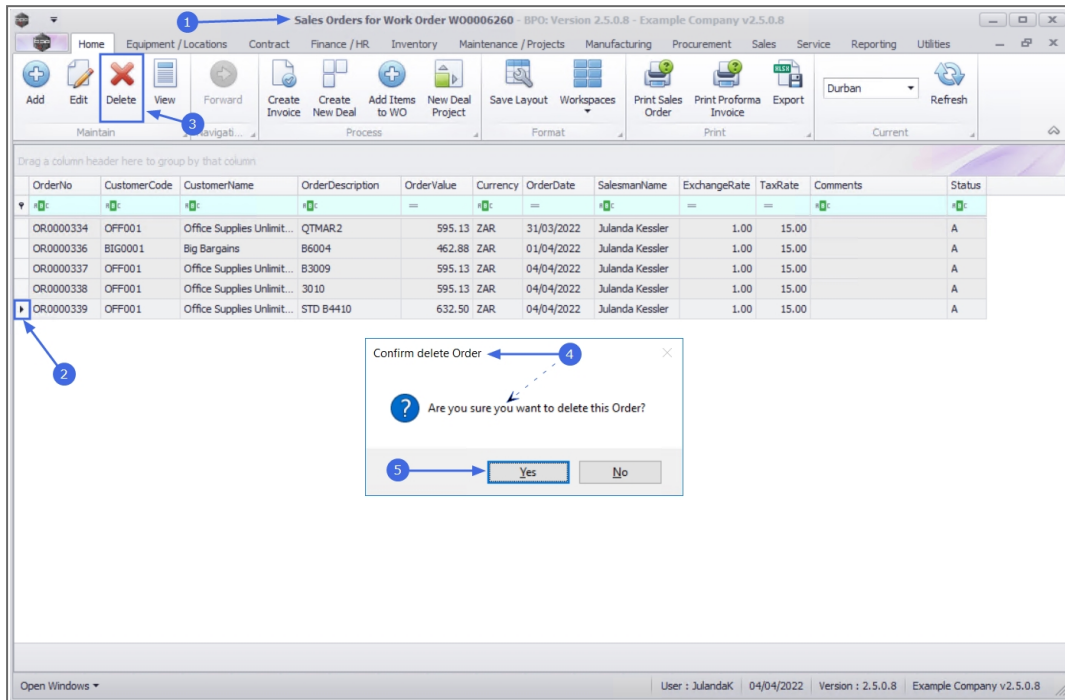 1
Sales Orders for Work Order WO0006260 - BPO: Version 2.5.0.8 - Example Company v2.5.0.8
Home Equipment / Locations Contract Finance / HR Inventory Maintenance / Projects Manufacturing Procurement Sales Service Reporting Utilities
Add Edit Delete View Forward Create Invoice Create New Deal Add Items to WO New Deal Project Save Layout Workspaces Print Sales Order Print Proforma Invoice Export Durban Refresh
3
Maintain Navigati... Process Format Print Current
Drag a column header here to group by that column
OrderNo CustomerCode CustomerName OrderDescription OrderValue Currency OrderDate SalesmanName ExchangeRate TaxRate Comments Status
OR0000334 OFF001 Office Supplies Unlimit... QTMAR2 595.13 ZAR 31/03/2022 Julanda Kessler 1.00 15.00 A
OR0000336 BIG0001 Big Bargains B6004 462.88 ZAR 01/04/2022 Julanda Kessler 1.00 15.00 A
OR0000337 OFF001 Office Supplies Unlimit... B3009 595.13 ZAR 04/04/2022 Julanda Kessler 1.00 15.00 A
OR0000338 OFF001 Office Supplies Unlimit... 3010 595.13 ZAR 04/04/2022 Julanda Kessler 1.00 15.00 A
OR0000339 OFF001 Office Supplies Unlimit... STD B4410 632.50 ZAR 04/04/2022 Julanda Kessler 1.00 15.00 A
2
Confirm delete Order
4
Are you sure you want to delete this Order?
5
Yes No
Open Windows User : JulandaK 04/04/2022 Version : 2.5.0.8 Example Company v2.5.0.8